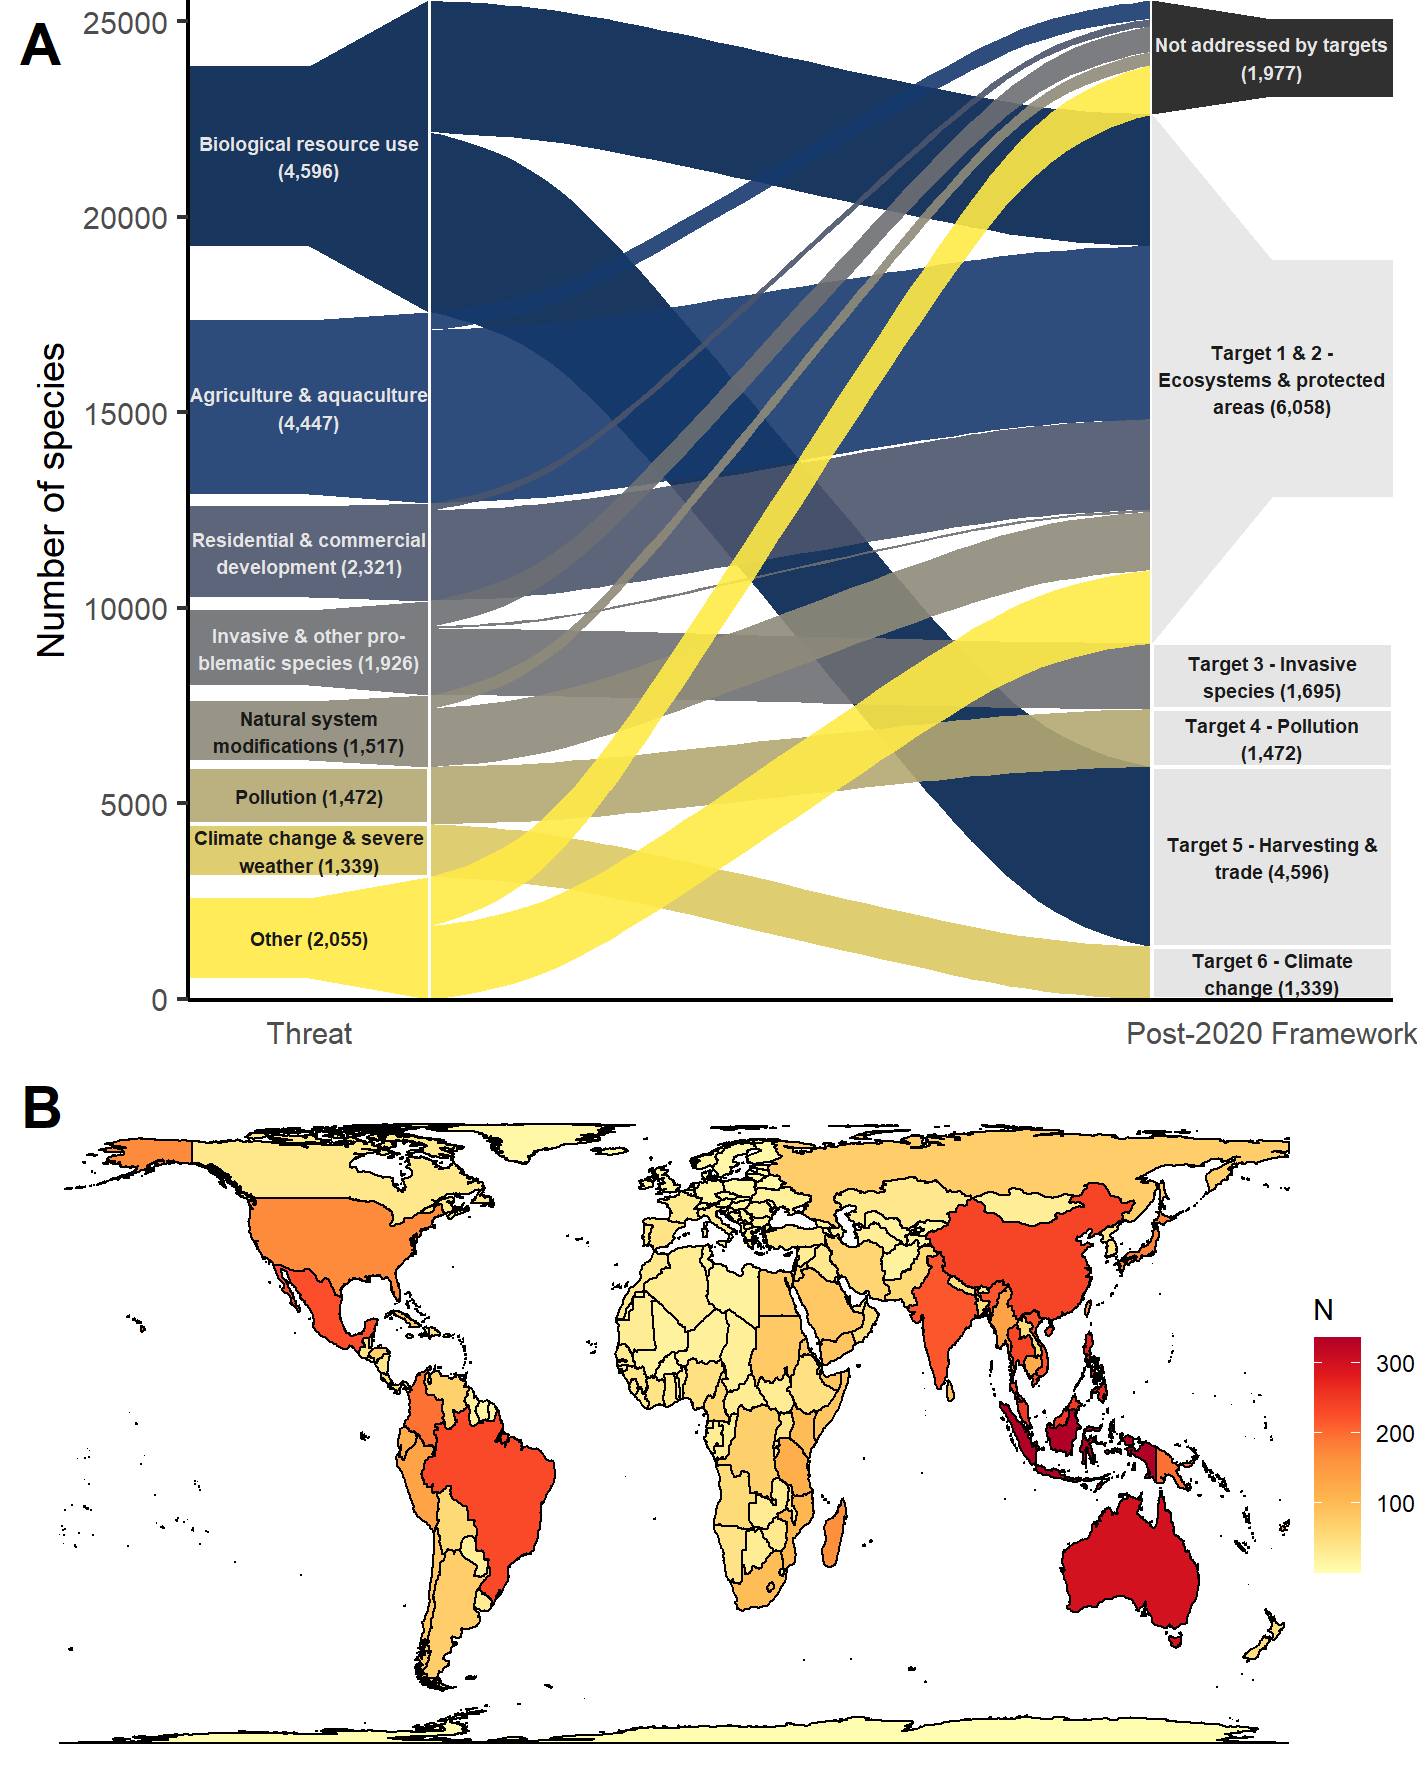 A
25000
20000
15000
10000
5000
0
Number of species
Biological resource use
(4,596)
Agriculture & aquaculture
(4,447)
Residential & commercial
development (2,321)
Invasive & other pro-
blematic species (1,926)
Natural system
modifications (1,517)
Pollution (1,472)
Climate change & severe
weather (1,339)
Other (2,055)
Not addressed by targets
(1,977)
Target 1 & 2 -
Ecosystems & protected
areas (6,058)
Target 3 - Invasive
species (1,695)
Target 4 - Pollution
(1,472)
Target 5 - Harvesting &
trade (4,596)
Target 6 - Climate
change (1,339)
Threat
Post-2020 Framework
B
N
300
200
100